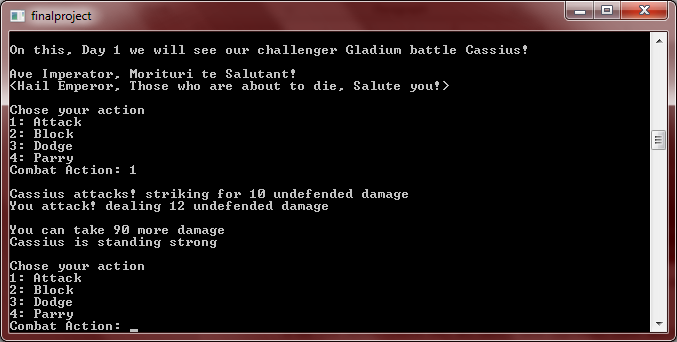 finalproject
On this, Day 1 we will see our challenger Gladium battle Cassius!
Ave Imperator, Morituri te Salutant!
<Hail Emperor, Those who are about to die, Salute you!>
Chose your action
1: Attack
2: Block
3: Dodge
4: Parry
Combat Action: 1
Cassius attacks! striking for 10 undefended damage
You attack! dealing 12 undefended damage
You can take 90 more damage
Cassius is standing strong
Chose your action
1: Attack
2: Block
3: Dodge
4: Parry
Combat Action: _